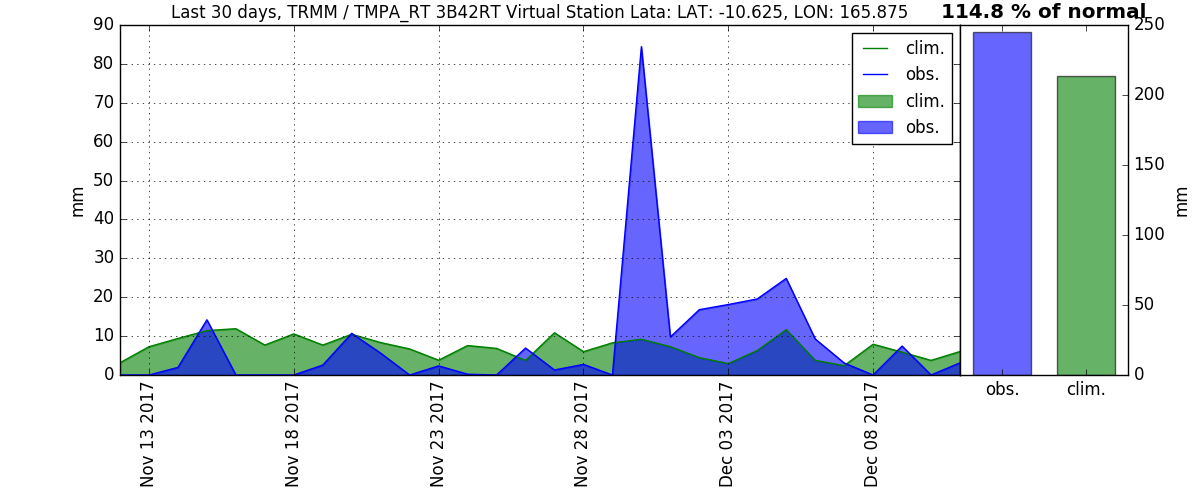 Last 30 days, TRMM / TMPA_RT 3B42RT Virtual Station Lata: LAT: -10.625, LON: 165.875
114.8 % of normal
90
80
70
60
50
40
30
20
10
0
mm
clim.
obs.
clim.
obs.
Nov 13 2017
Nov 18 2017
Nov 23 2017
Nov 28 2017
Dec 03 2017
Dec 08 2017
250
200
150
100
50
0
mm
obs.
clim.